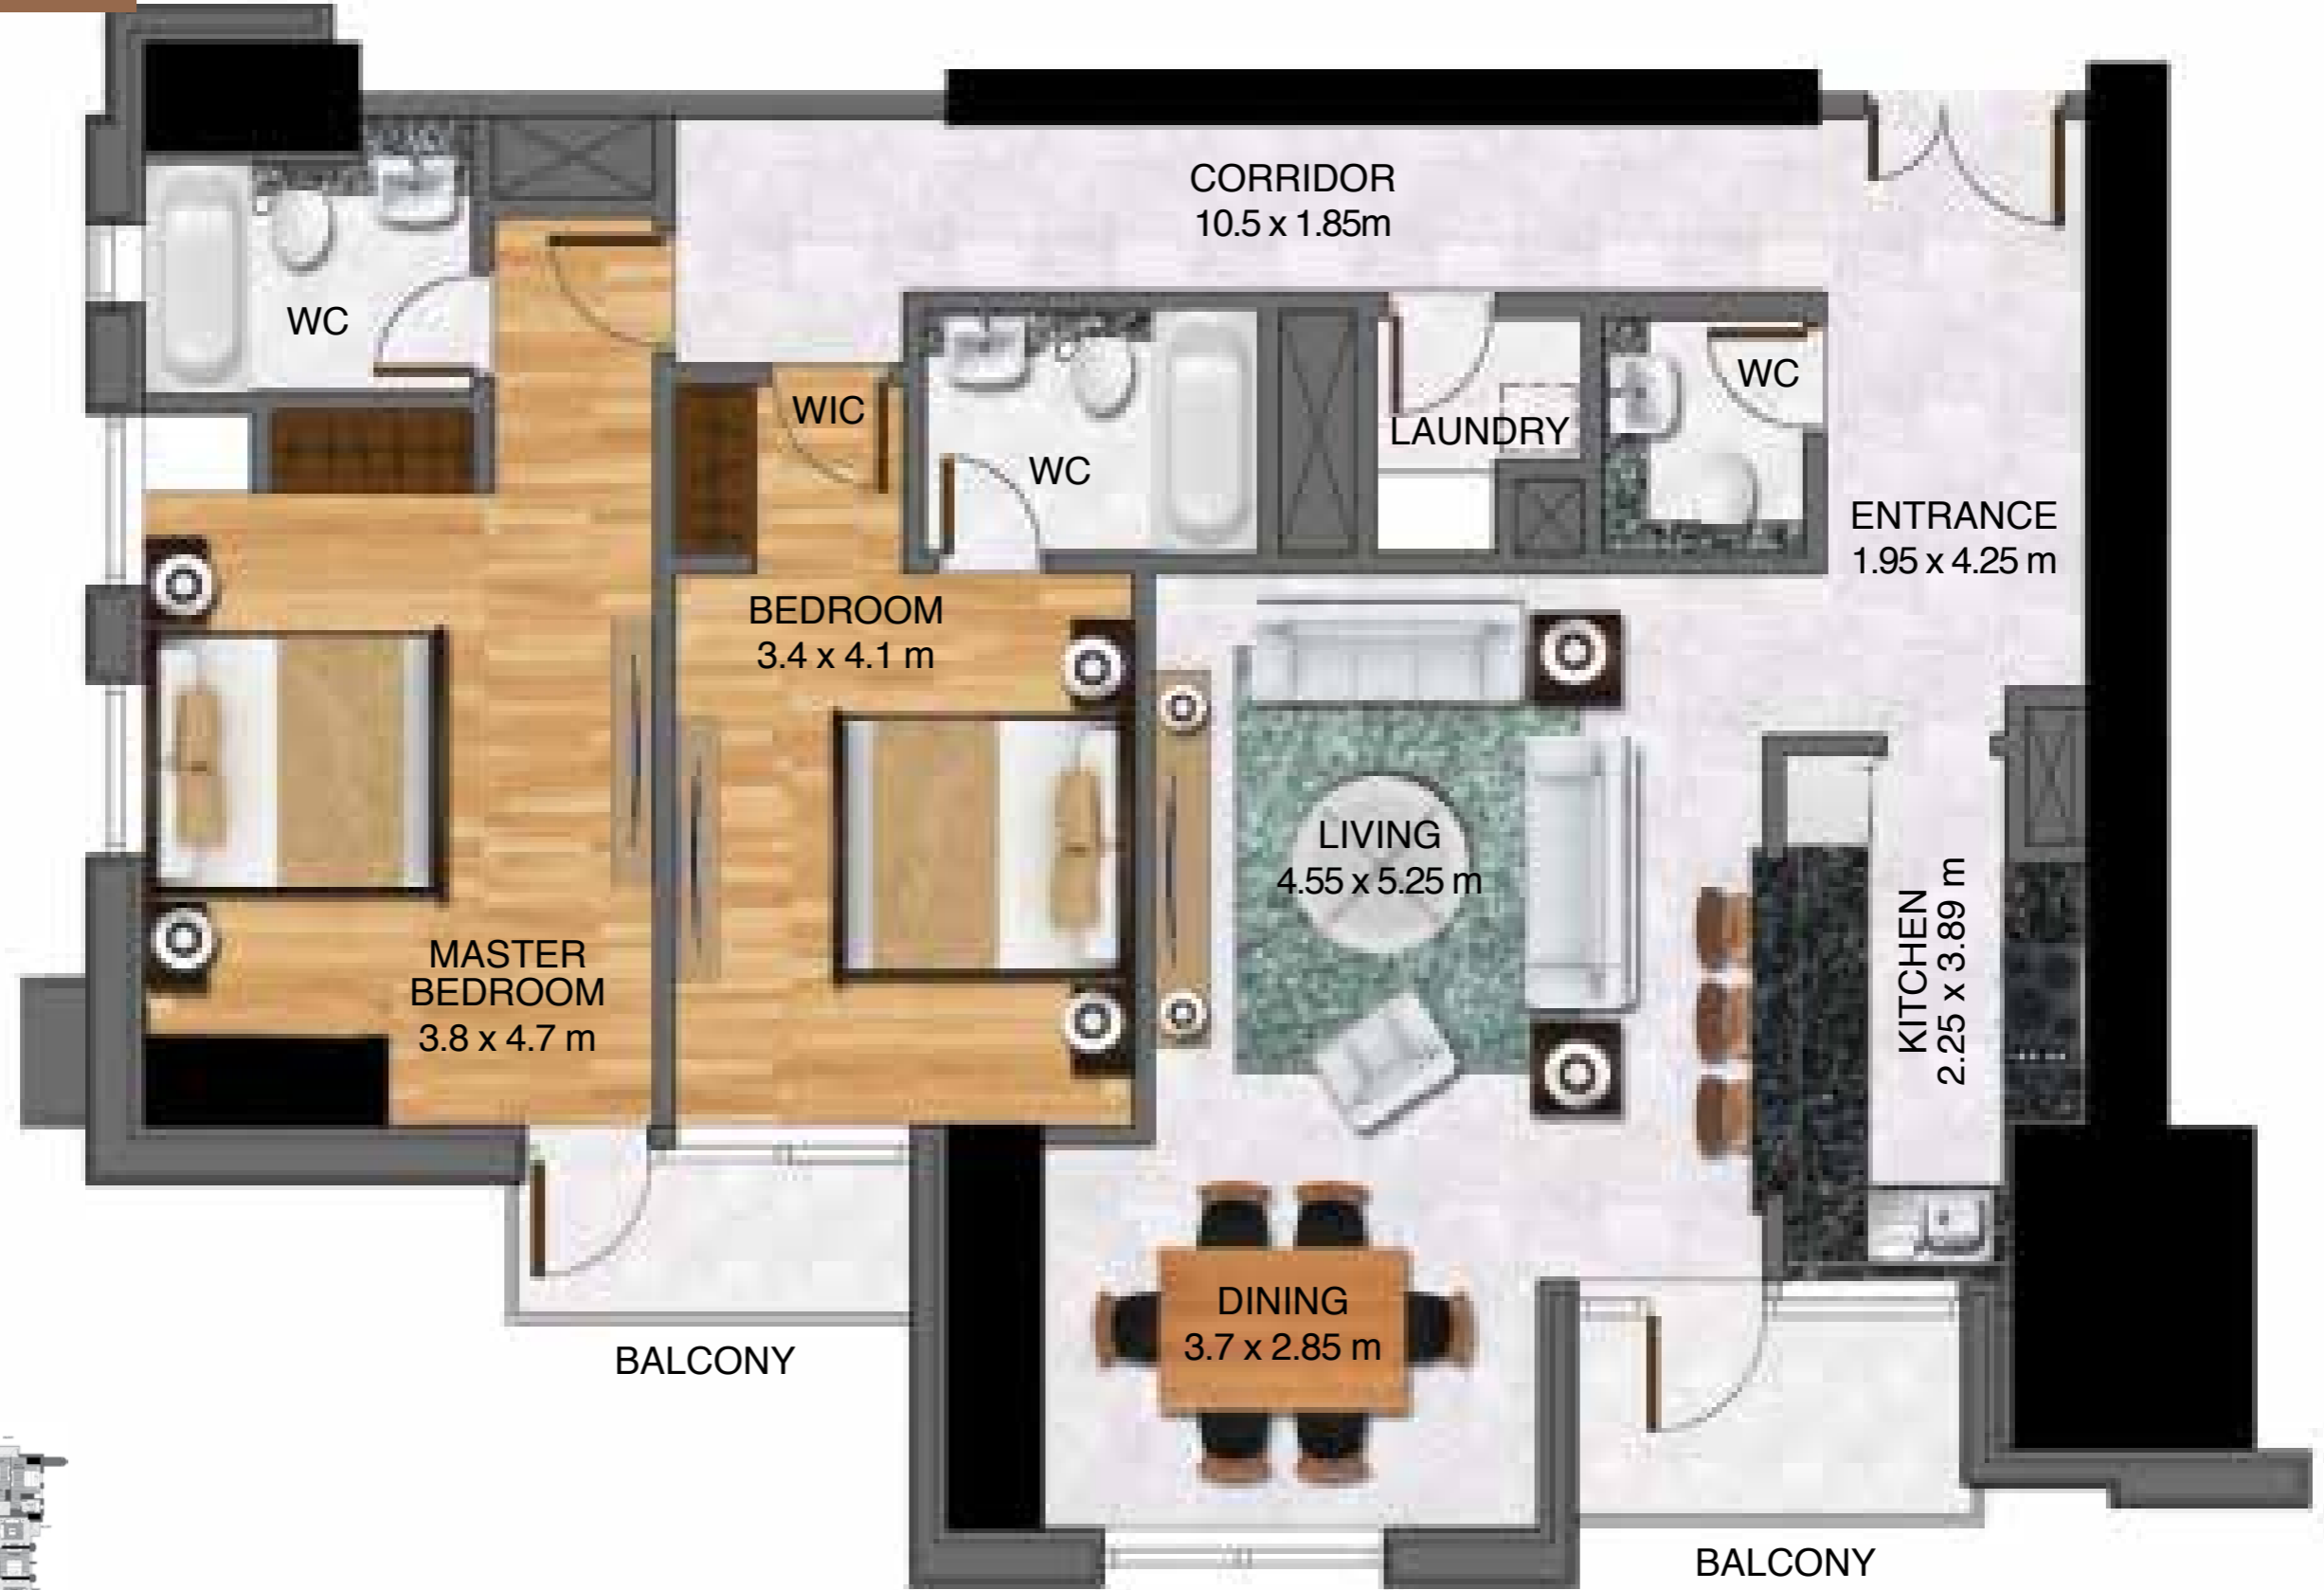 CORRIDOR
10.5 x 1.85m
WC
WIC
WC
LAUNDRY
WC
ENTRANCE
1.95 x 4.25 m
BEDROOM
3.4 x 4.1 m
LIVING
4.55 x 5.25 m
KITCHEN
2.25 x 3.89 m
MASTER
BEDROOM
3.8 x 4.7 m
DINING
3.7 x 2.85 m
BALCONY
BALCONY